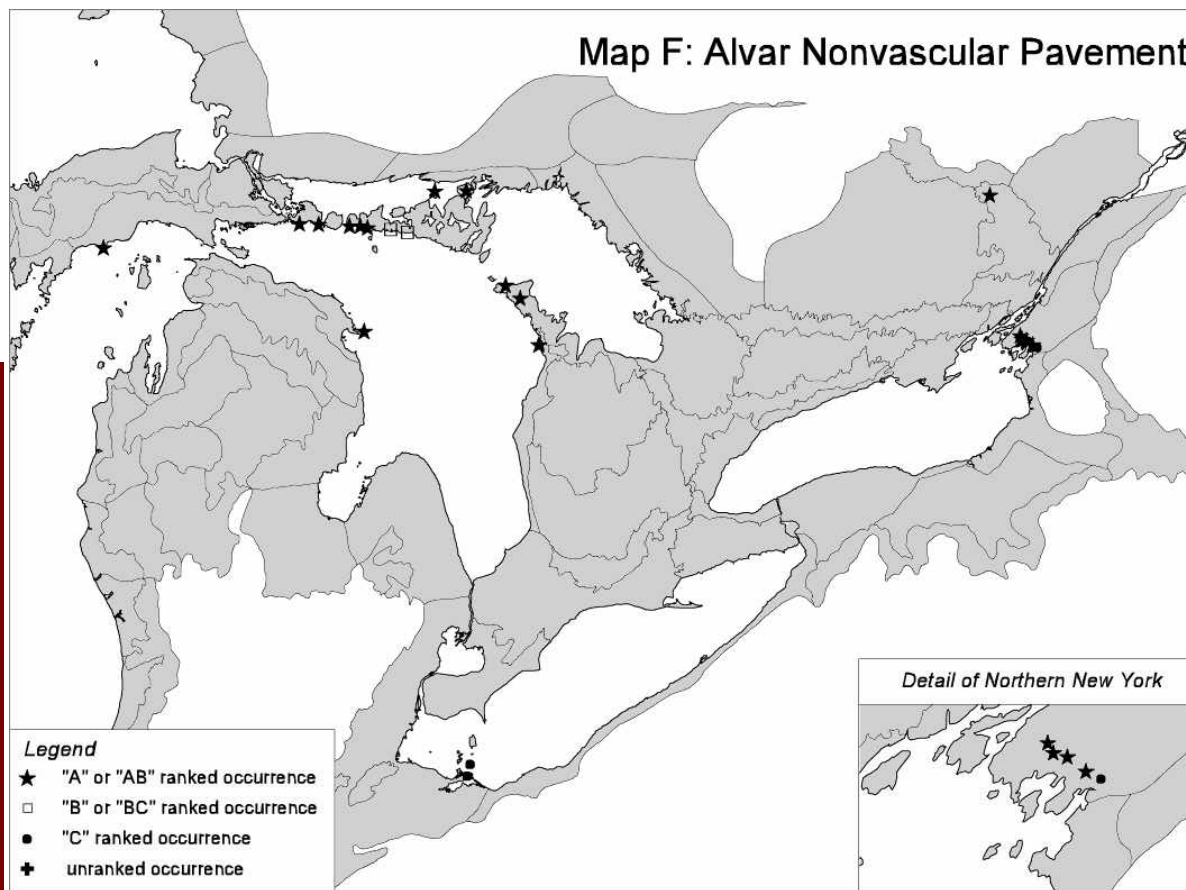 Map F: Alvar Nonvascular Pavement
Detail of Northern New York
Legend
"A" or "AB" ranked occurrence
"B" or "BC" ranked occurrence
"C" ranked occurrence
unranked occurrence